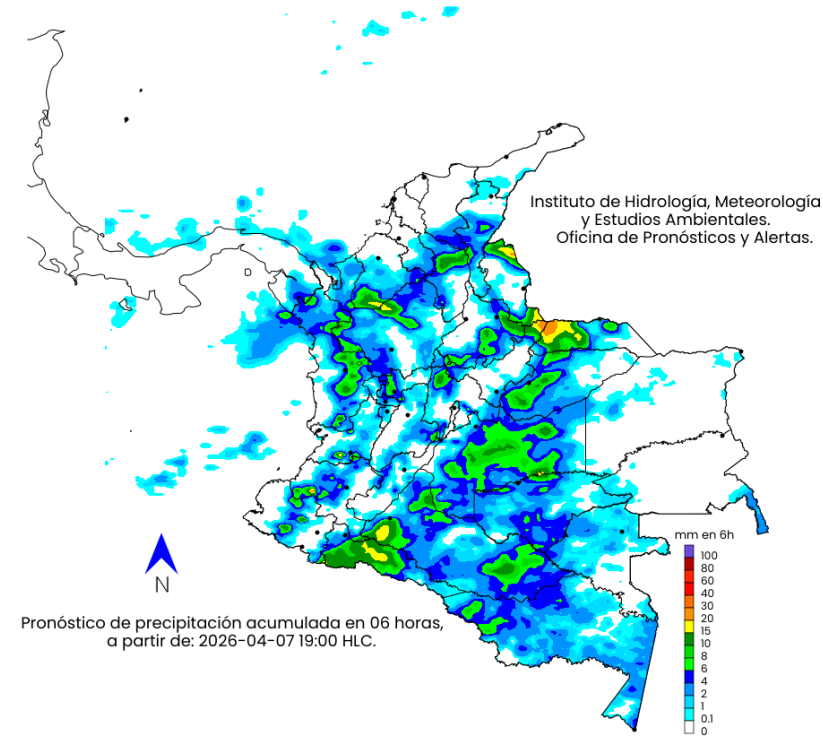 Instituto de Hidrología, Meteorología
y Estudios Ambientales.
Oficina de Pronósticos y Alertas.
N
Pronóstico de precipitación acumulada en 06 horas,
a partir de: 2026-04-07 19:00 HLC.
mm en 6h
100
80
60
40
30
20
15
10
8
6
4
2
1
0.1
0